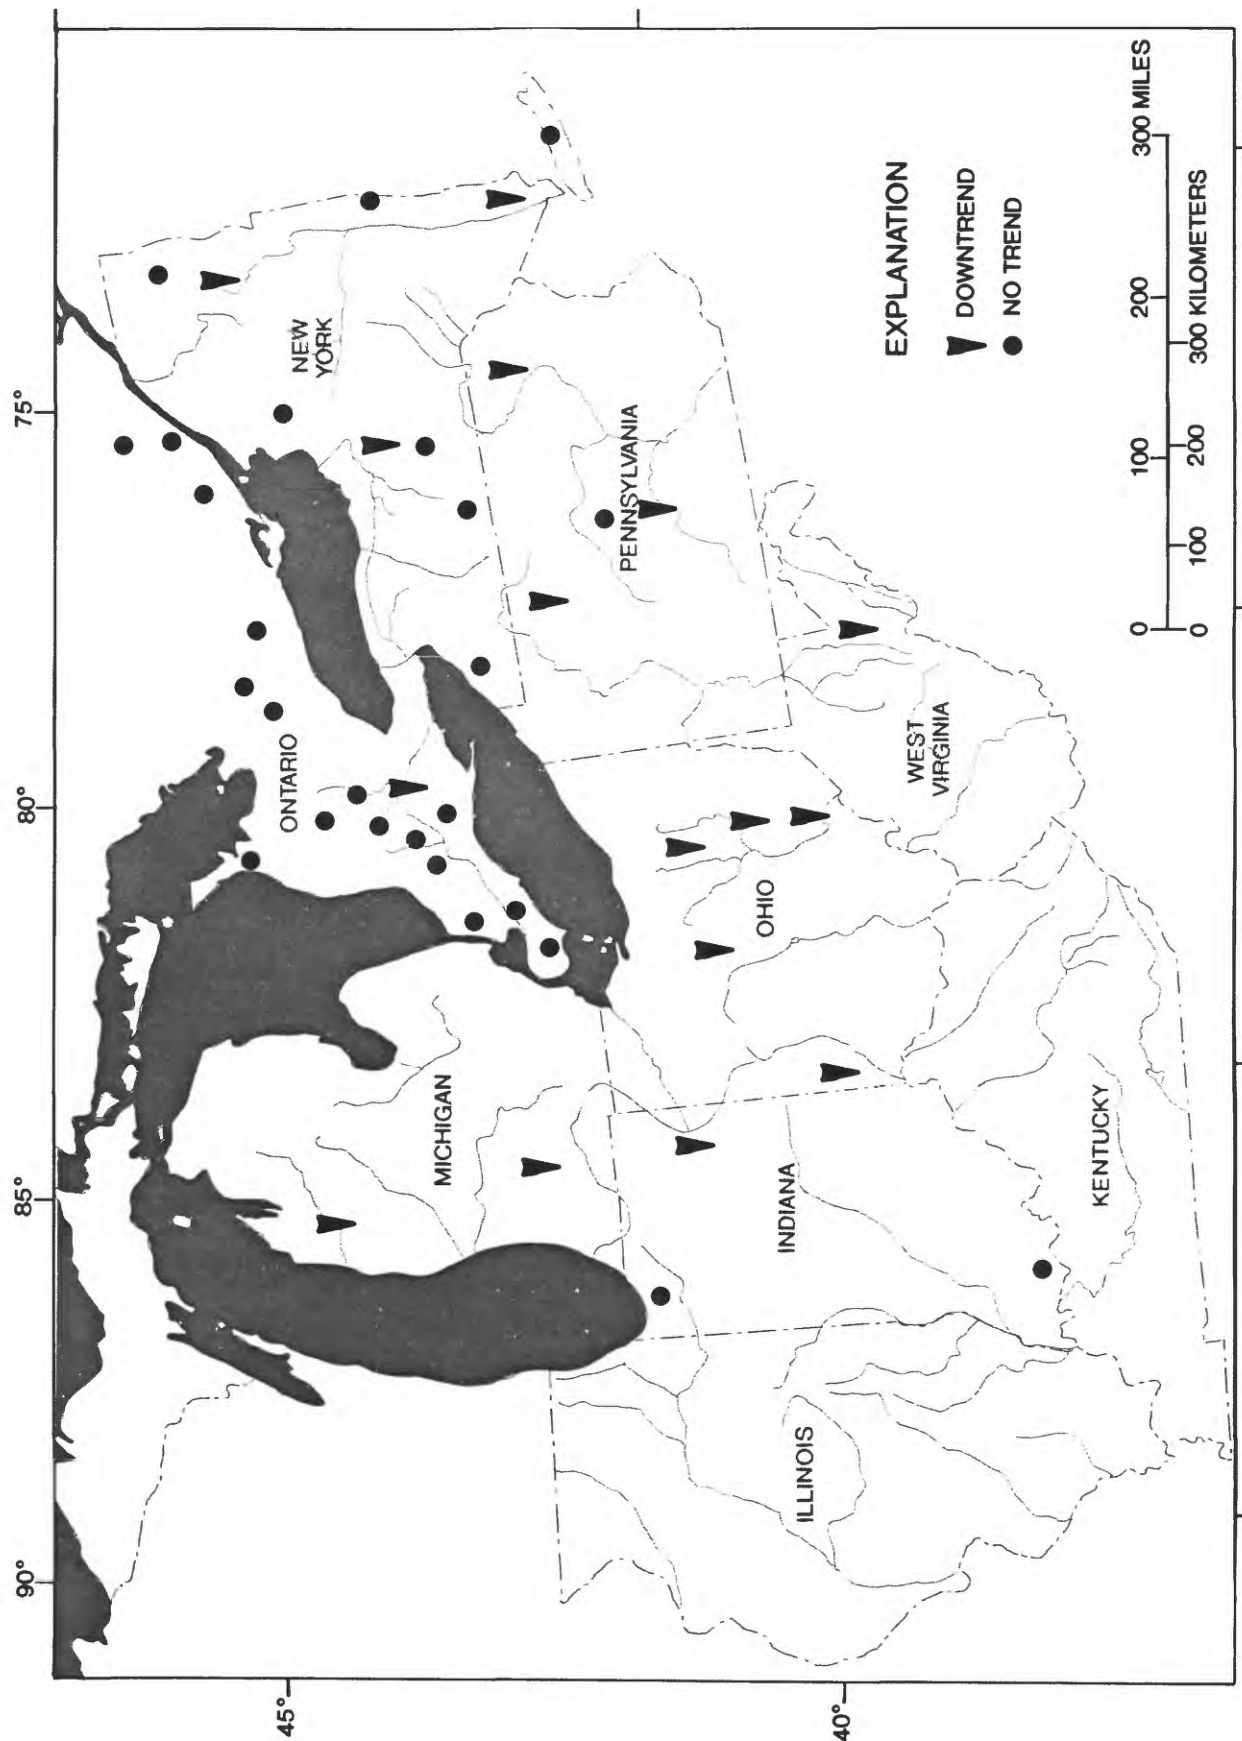 90°
85°
80°
75°
45°
40°
ONTARIO
MICHIGAN
NEW
YORK
PENNSYLVANIA
OHIO
INDIANA
ILLINOIS
WEST
VIRGINIA
KENTUCKY
EXPLANATION
DOWNTREND
NO TREND
0 100 200 300 MILES
0 100 200 300 KILOMETERS